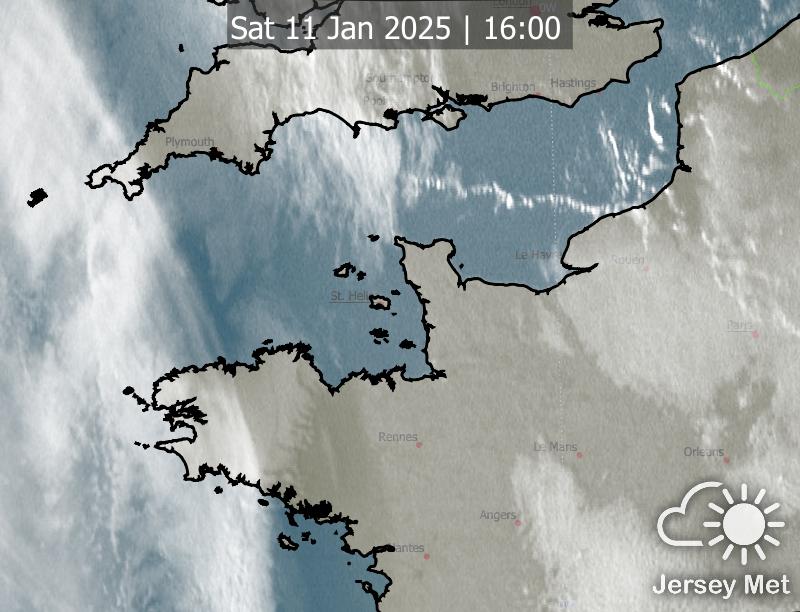 London
Sat 11 Jan 2025 | 16:00
Southampton
Brighton
Hastings
Plymouth
Le Havre
Rouen
St. Helier
Paris
Rennes
Le Mans
Orleans
Angers
Nantes
Jersey Met